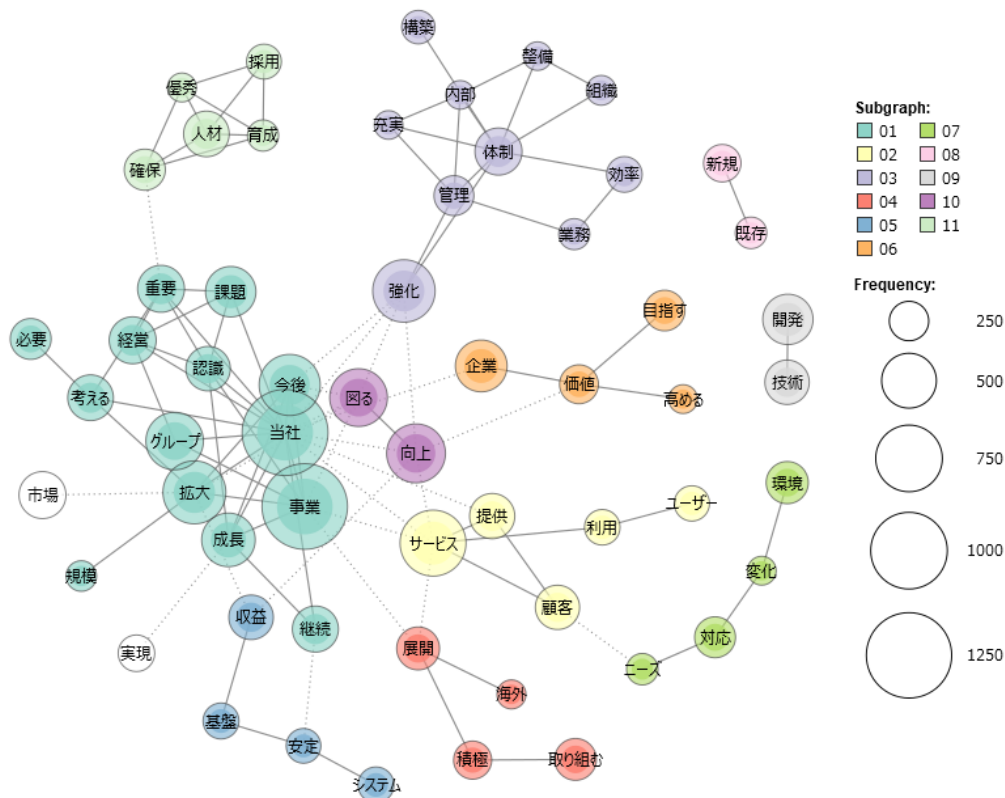 構築
採用
整備
優秀
内部
組織
人材
育成
充実
体制
確保
管理
効率
業務
新規
既存
重要
課題
強化
必要
経営
認識
今後
企業
目指す
価値
高める
開発
技術
考える
図る
グループ
当社
向上
市場
拡大
事業
提供
サービス
利用
ユーザー
環境
成長
規模
変化
収益
継続
顧客
対応
ニーズ
実現
展開
海外
基盤
安定
システム
積極
取り組む
Subgraph:
01
02
03
04
05
06
07
08
09
10
11
Frequency:
250
500
750
1000
1250